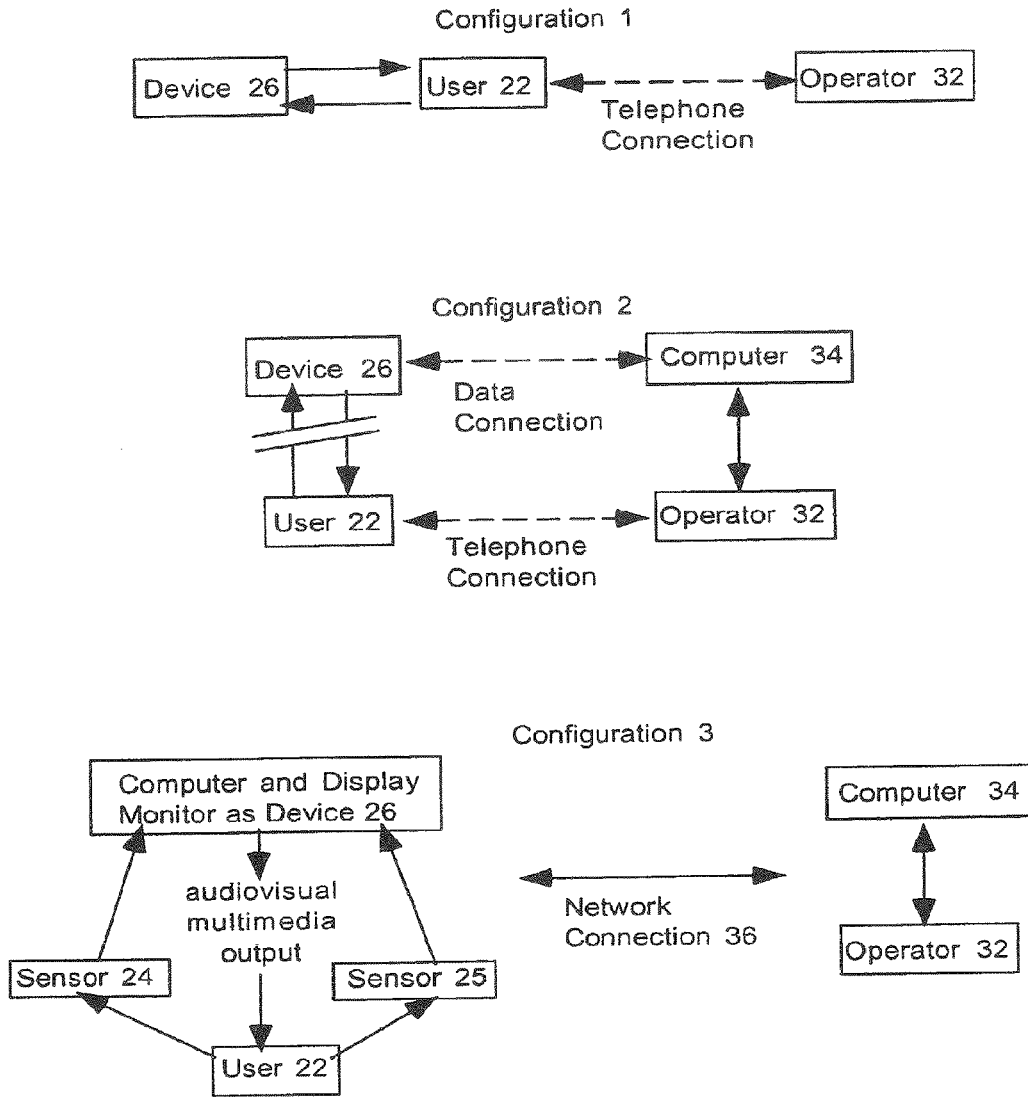 Configuration 1
Device 26
User 22
Operator 32
Telephone
Connection
Configuration 2
Device 26
Computer 34
Data
Connection
User 22
Operator 32
Telephone
Connection
Configuration 3
Computer and Display
Monitor as Device 26
Computer 34
audiovisual
multimedia
output
Network
Connection 36
Operator 32
Sensor 24
Sensor 25
User 22